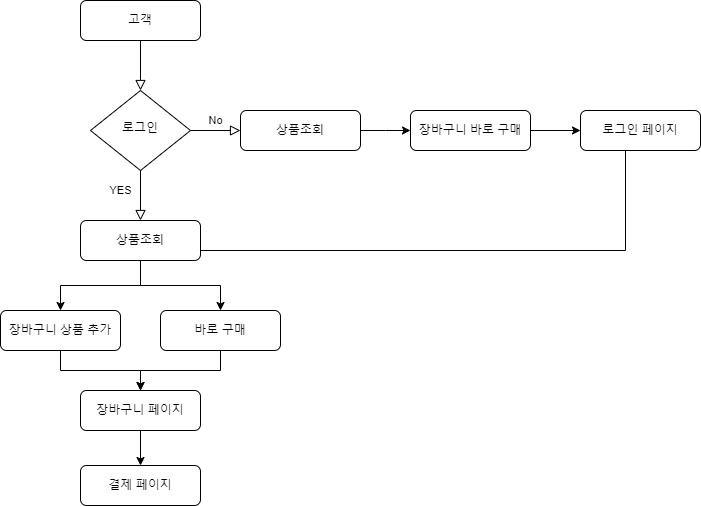 고객
로그인
No
상품조회
장바구니 바로 구매
로그인 페이지
YES
상품조회
장바구니 상품 추가
바로 구매
장바구니 페이지
결제 페이지